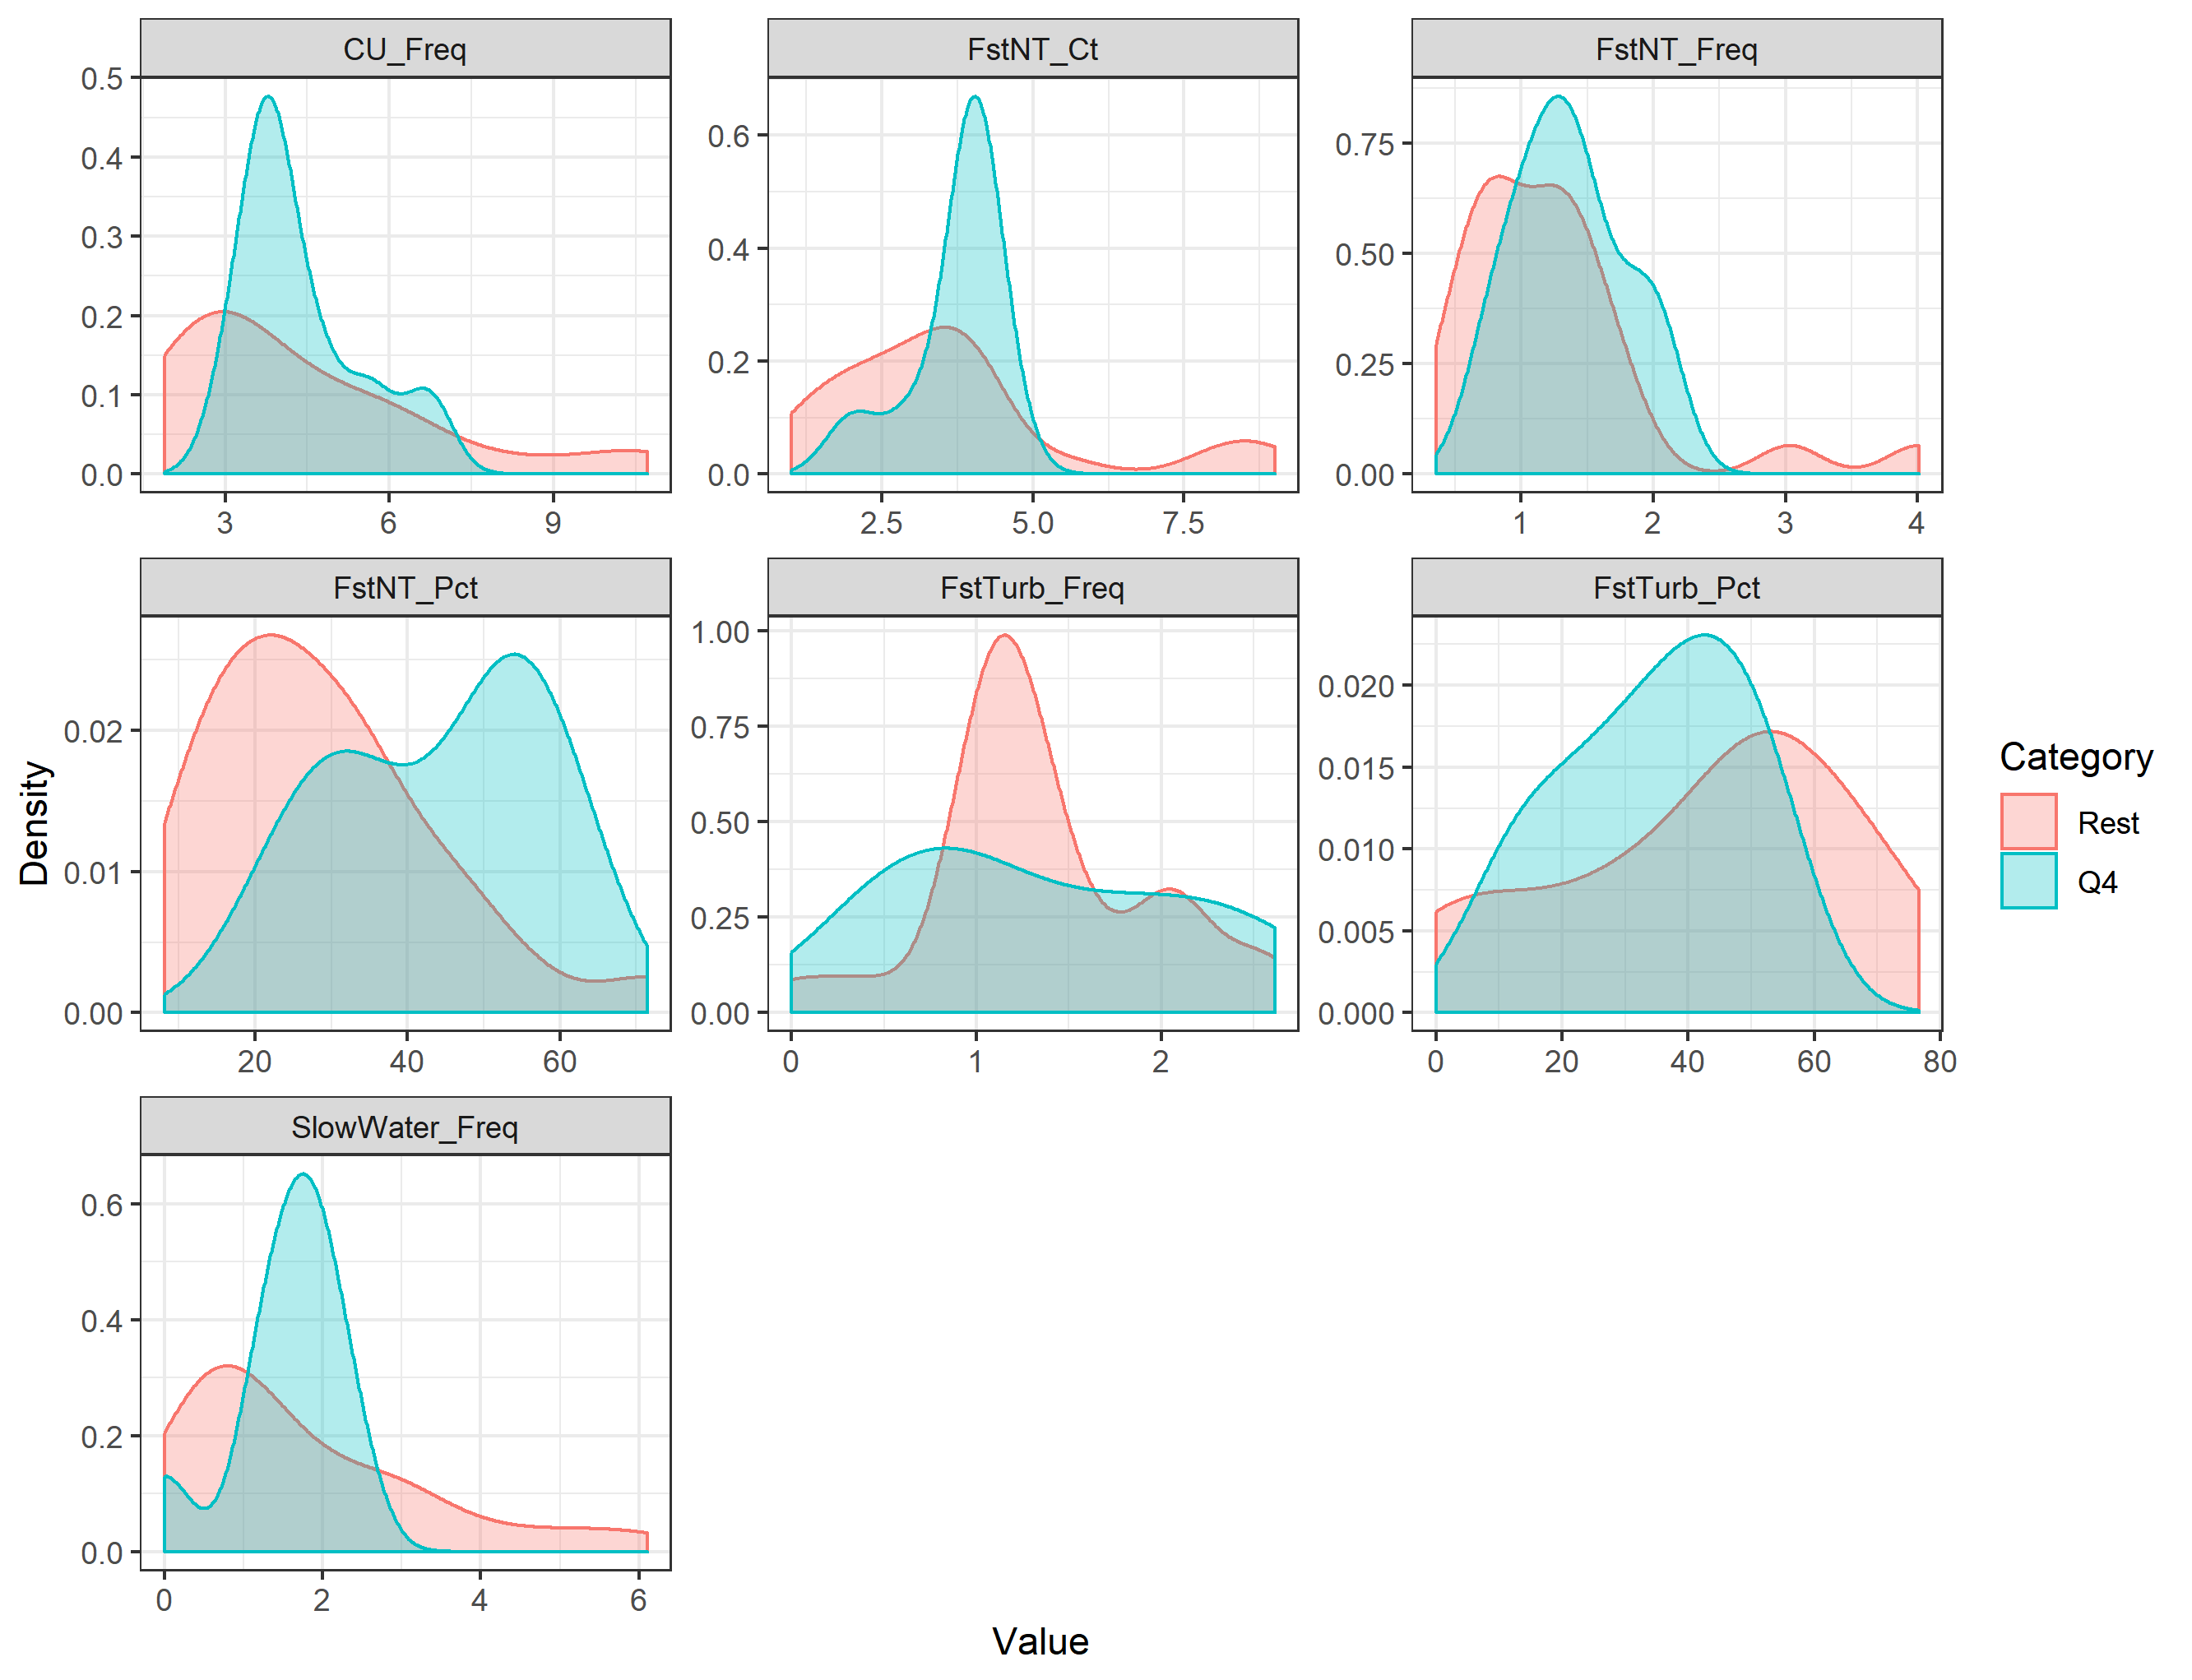 CU_Freq FstNT_Ct FstNT_Freq
0.5
0.4
0.3
0.2
0.1
0.0
3 6 9
0.6
0.4
0.2
0.0
2.5 5.0 7.5
0.75
0.50
0.25
0.00
1 2 3 4
FstNT_Pct FstTurb_Freq FstTurb_Pct
0.02
0.01
0.00
20 40 60
1.00
0.75
0.50
0.25
0.00
0 1 2
0.020
0.015
0.010
0.005
0.000
0 20 40 60 80
SlowWater_Freq
0.6
0.4
0.2
0.0
0 2 4 6
Density
Value
Category
Rest
Q4